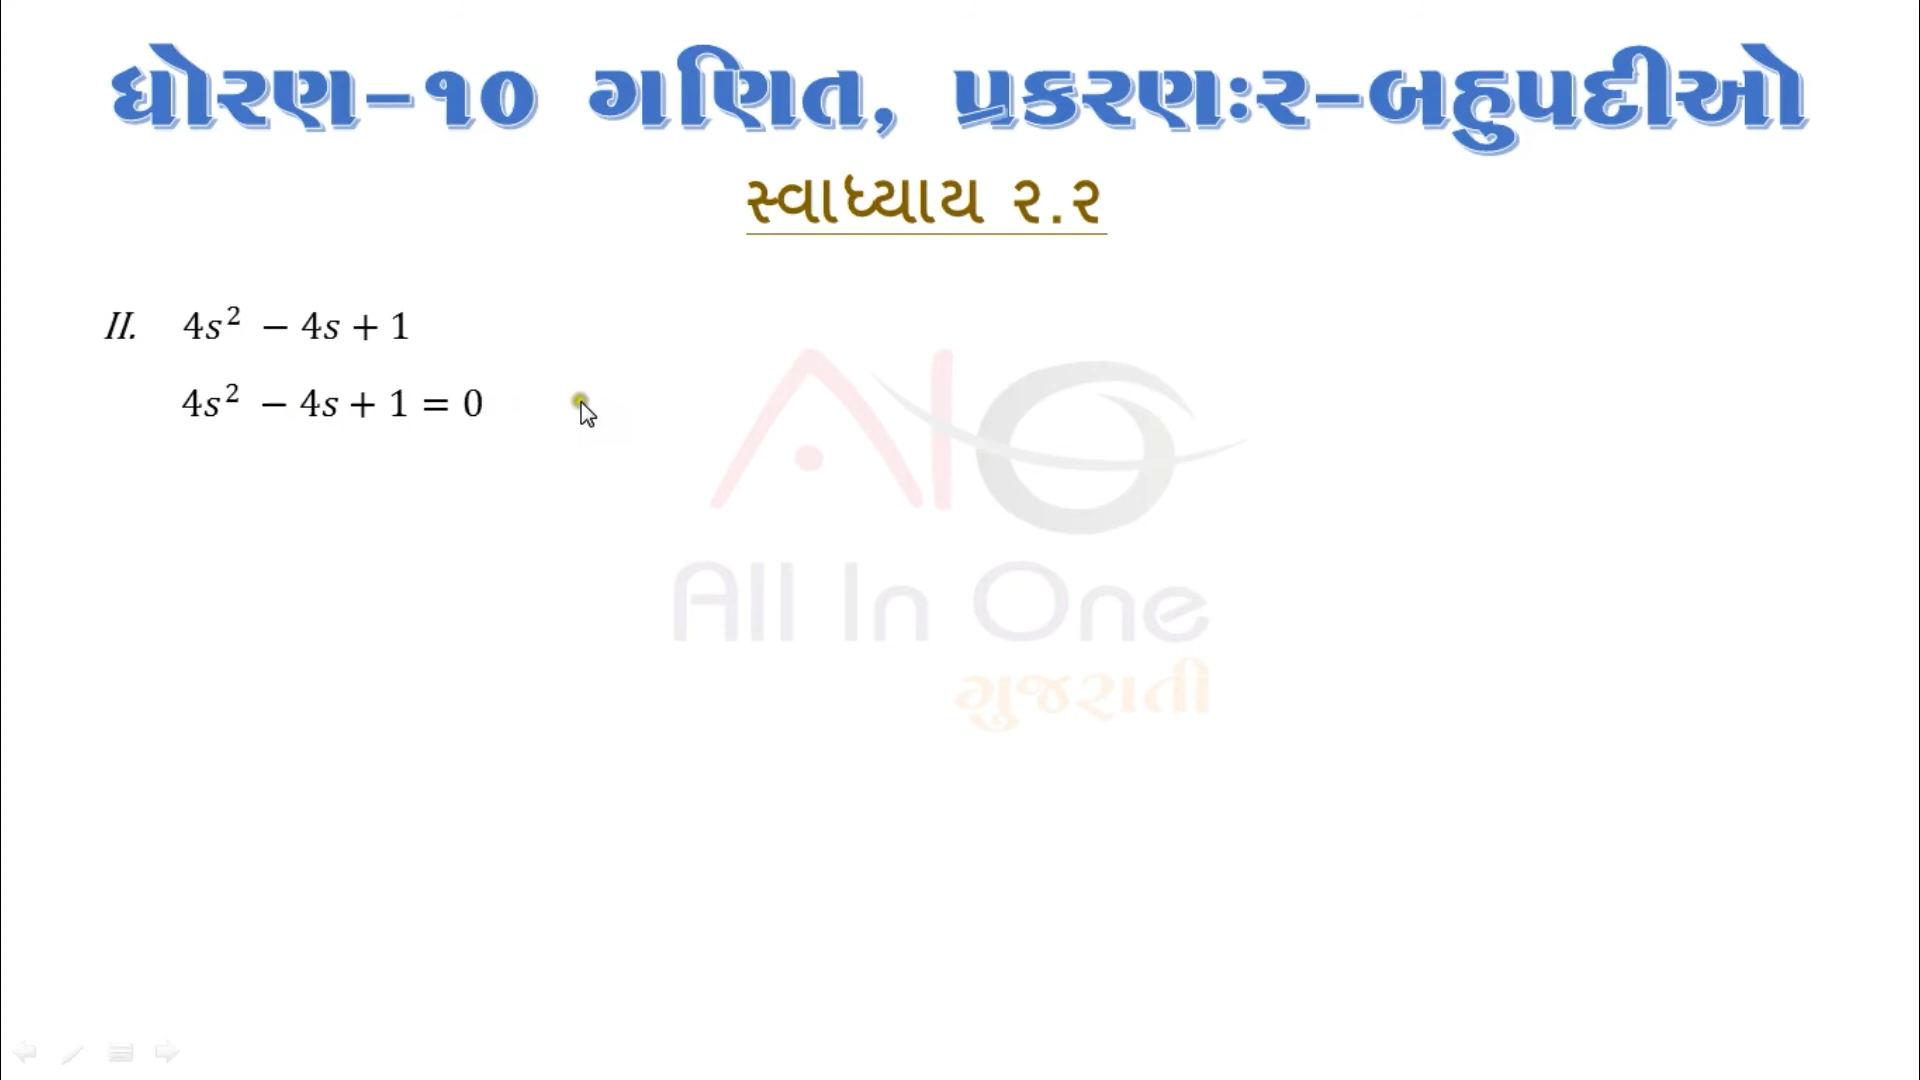 ધોરણ-૧૦ ગણિત, પ્રકરણઃ૨-બહુપદીઓ
સ્વાધ્યાય ૨.૨
II. 4s² − 4s + 1
4s² − 4s + 1 = 0
AIO
All In One
ગુજરાતી